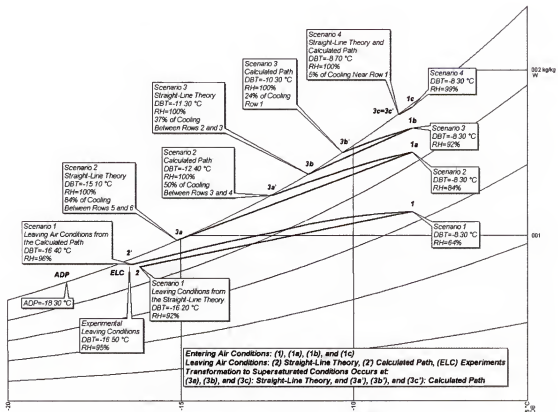 Scenario 4
Straight-Line Theory and
Calculated Path
DBT=-8 70 °C
RH=100%
5% of Cooling Near Row 1
Scenario 3
Calculated Path
DBT=-10 30 °C
RH=100%
24% of Cooling
Row 1
Scenario 4
DBT=-8 30 °C
RH=99%
002 kg/kg
W
Scenario 3
Straight-Line Theory
DBT=-11 30 °C
RH=100%
37% of Cooling
Between Rows 2 and 3
3c=3c'
1c
1b
Scenario 3
DBT=-8 30 °C
RH=92%
Scenario 2
Calculated Path
DBT=-12 40 °C
RH=100%
50% of Cooling
Between Rows 3 and 4
3b'
1a
3b
Scenario 2
Straight-Line Theory
DBT=-15 10 °C
RH=100%
84% of Cooling
Between Rows 5 and 6
3a'
Scenario 2
DBT=-8 30 °C
RH=84%
1
Scenario 1
Leaving Air Conditions from
the Calculated Path
DBT=-16 40 °C
RH=96%
3a
Scenario 1
DBT=-8 30 °C
RH=64%
001
2'
ADP
ELC
2
ADP=-18 30 °C
Scenario 1
Leaving Conditions from
the Straight-Line Theory
DBT=-16 20 °C
RH=92%
Experimental
Leaving Conditions
DBT=-16 50 °C
RH=95%
Entering Air Conditions: (1), (1a), (1b), and (1c)
Leaving Air Conditions: (2) Straight-Line Theory, (2') Calculated Path, (ELC) Experiments
Transformation to Supersaturated Conditions Occurs at:
(3a), (3b), and (3c): Straight-Line Theory, and (3a'), (3b'), and (3c'): Calculated Path
-15
-10